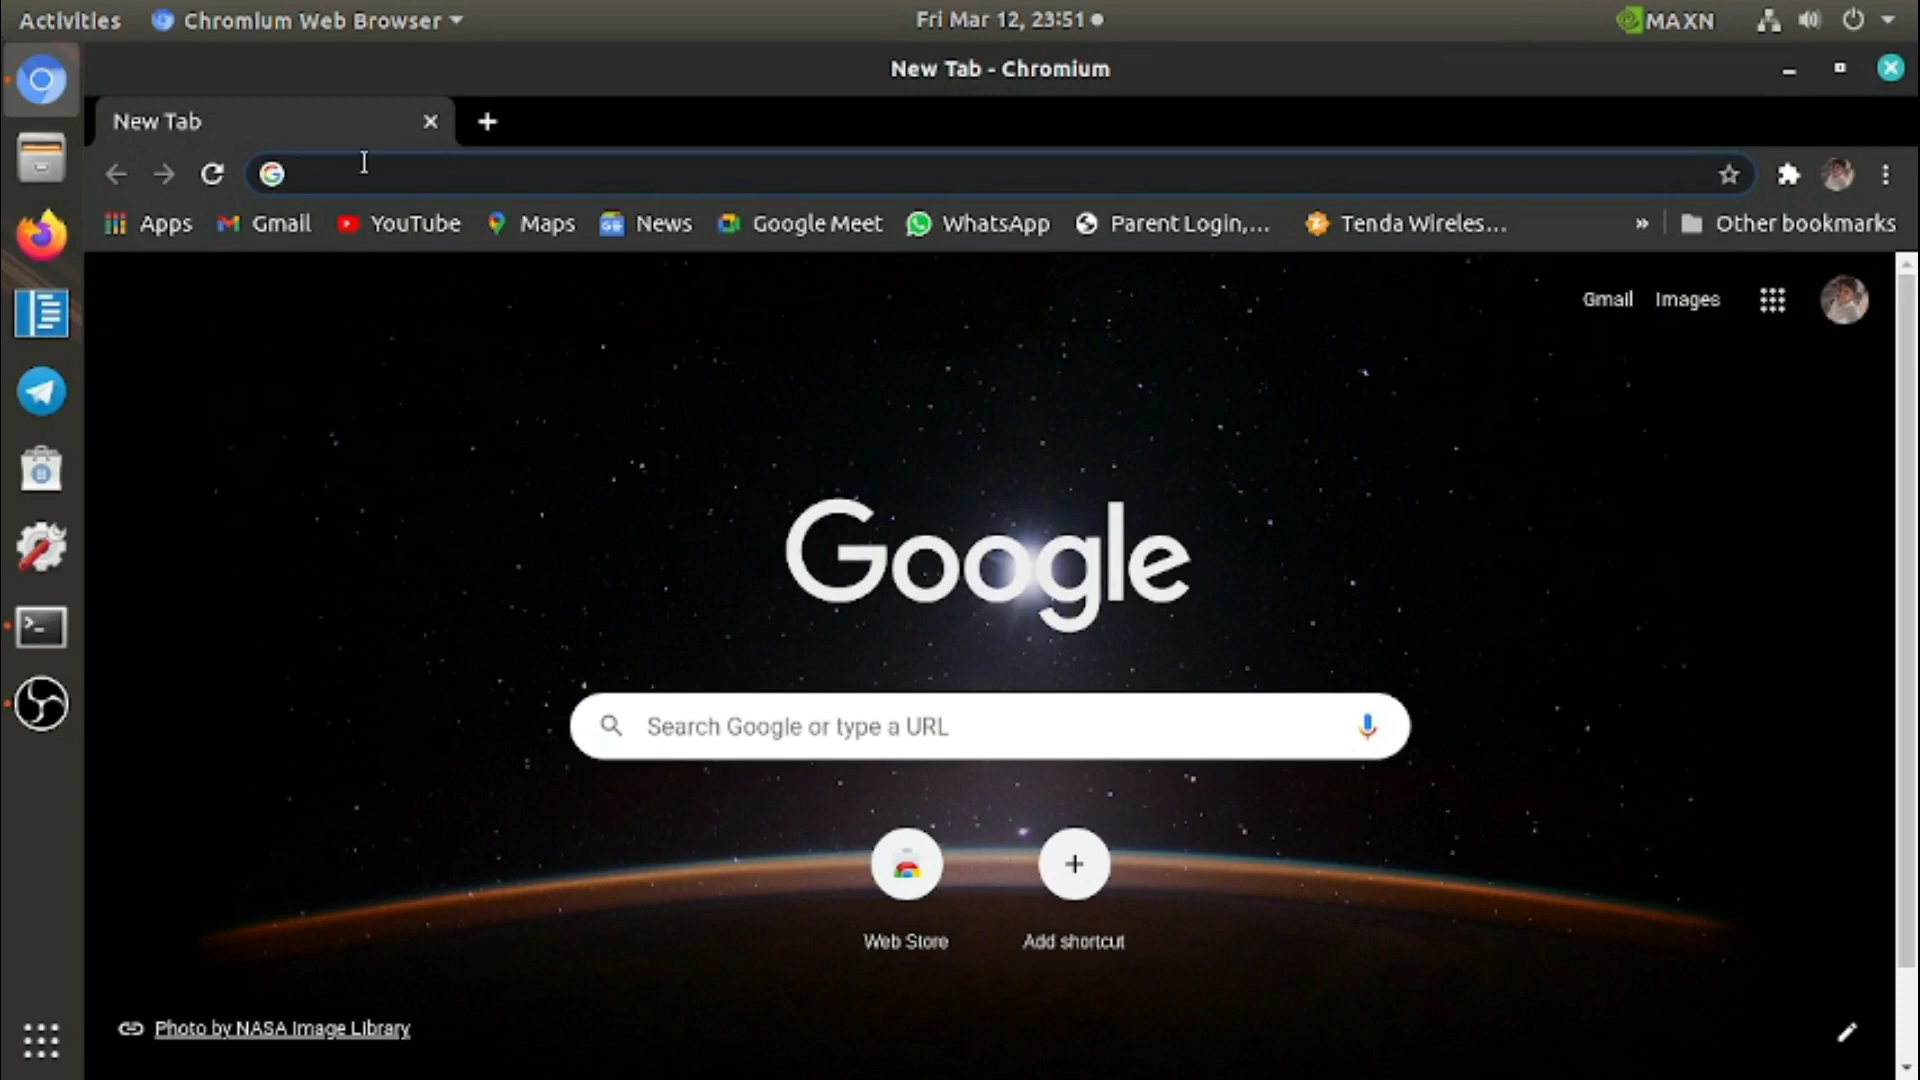 Activities Chromium Web Browser Fri Mar 12, 23:51 MAXN
New Tab - Chromium
New Tab
Apps Gmail YouTube Maps News Google Meet WhatsApp Parent Login,... Tenda Wireles... » Other bookmarks
Gmail Images
Google
Search Google or type a URL
Web Store Add shortcut
Photo by NASA Image Library